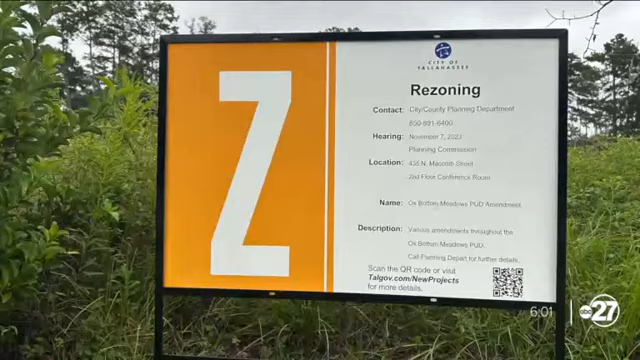 Z
CITY OF
TALLAHASSEE
Rezoning
Contact: City/County Planning Department
850-891-6400
Hearing: November 7, 2023
Planning Commission
Location: 435 N. Macomb Street
2nd Floor Conference Room
Name: Ox Bottom Meadows PUD Amendment
Description: Various amendments throughout the
Ox Bottom Meadows PUD.
Call Planning Depart for further details.
Scan the QR code or visit
Talgov.com/NewProjects
for more details.
6:01
abc 27